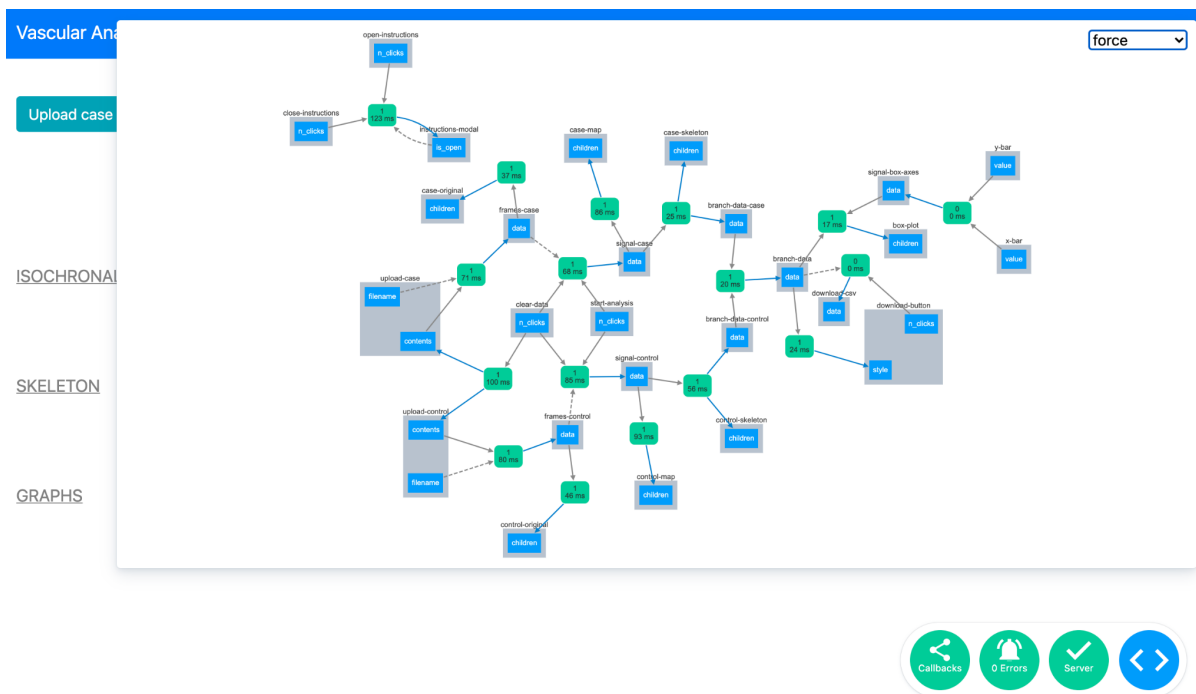 Vascular Ana
force
Upload case
ISOCHRONAL
SKELETON
GRAPHS
open-instructions
n_clicks
close-instructions
n_clicks
1
123 ms
instructions-modal
is_open
case-original
children
1
37 ms
frames-case
data
case-map
children
1
86 ms
case-skeleton
children
1
25 ms
signal-case
data
1
68 ms
1
71 ms
upload-case
filename
contents
clear-data
n_clicks
start-analysis
n_clicks
1
100 ms
1
85 ms
signal-control
data
upload-control
contents
filename
1
80 ms
frames-control
data
1
46 ms
control-original
children
1
93 ms
control-map
children
1
56 ms
control-skeleton
children
branch-data-case
data
1
20 ms
branch-data-control
data
branch-data
data
1
17 ms
signal-box-axes
data
box-plot
children
0
0 ms
y-bar
value
x-bar
value
0
0 ms
download-csv
data
download-button
n_clicks
style
1
24 ms
Callbacks
0 Errors
Server